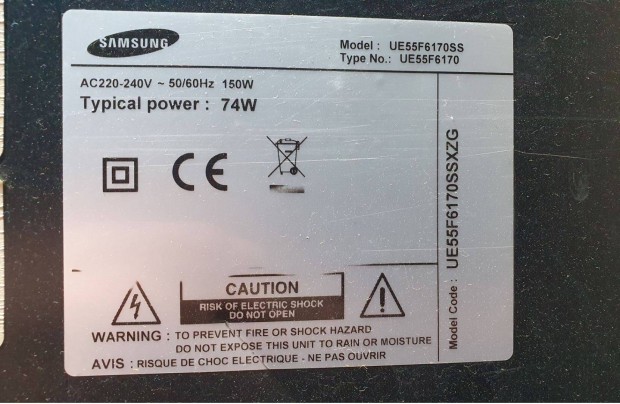 SAMSUNG
Model : UE55F6170SS
Type No.: UE55F6170
AC220-240V ~ 50/60Hz 150W
Typical power : 74W
CE
CAUTION
RISK OF ELECTRIC SHOCK
DO NOT OPEN
WARNING : TO PREVENT FIRE OR SHOCK HAZARD
DO NOT EXPOSE THIS UNIT TO RAIN OR MOISTURE
AVIS : RISQUE DE CHOC ELECTRIQUE - NE PAS OUVRIR
Model Code : UE55F6170SSXZG